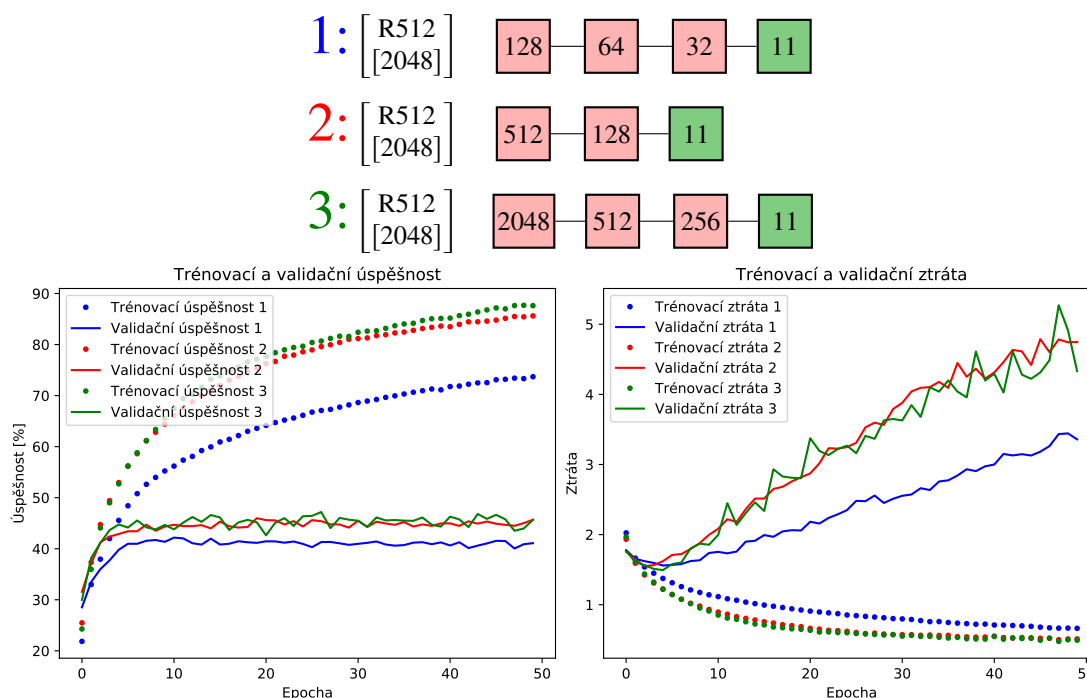 1: [R512 [2048]] 128 64 32 11
2: [R512 [2048]] 512 128 11
3: [R512 [2048]] 2048 512 256 11
Trénovací a validační úspěšnost
90
80
70
60
50
40
30
20
Úspěšnost [%]
Trénovací úspěšnost 1
Validační úspěšnost 1
Trénovací úspěšnost 2
Validační úspěšnost 2
Trénovací úspěšnost 3
Validační úspěšnost 3
0 10 20 30 40 50
Epocha
Trénovací a validační ztráta
5
4
3
2
1
Ztráta
Trénovací ztráta 1
Validační ztráta 1
Trénovací ztráta 2
Validační ztráta 2
Trénovací ztráta 3
Validační ztráta 3
0 10 20 30 40 5
Epocha